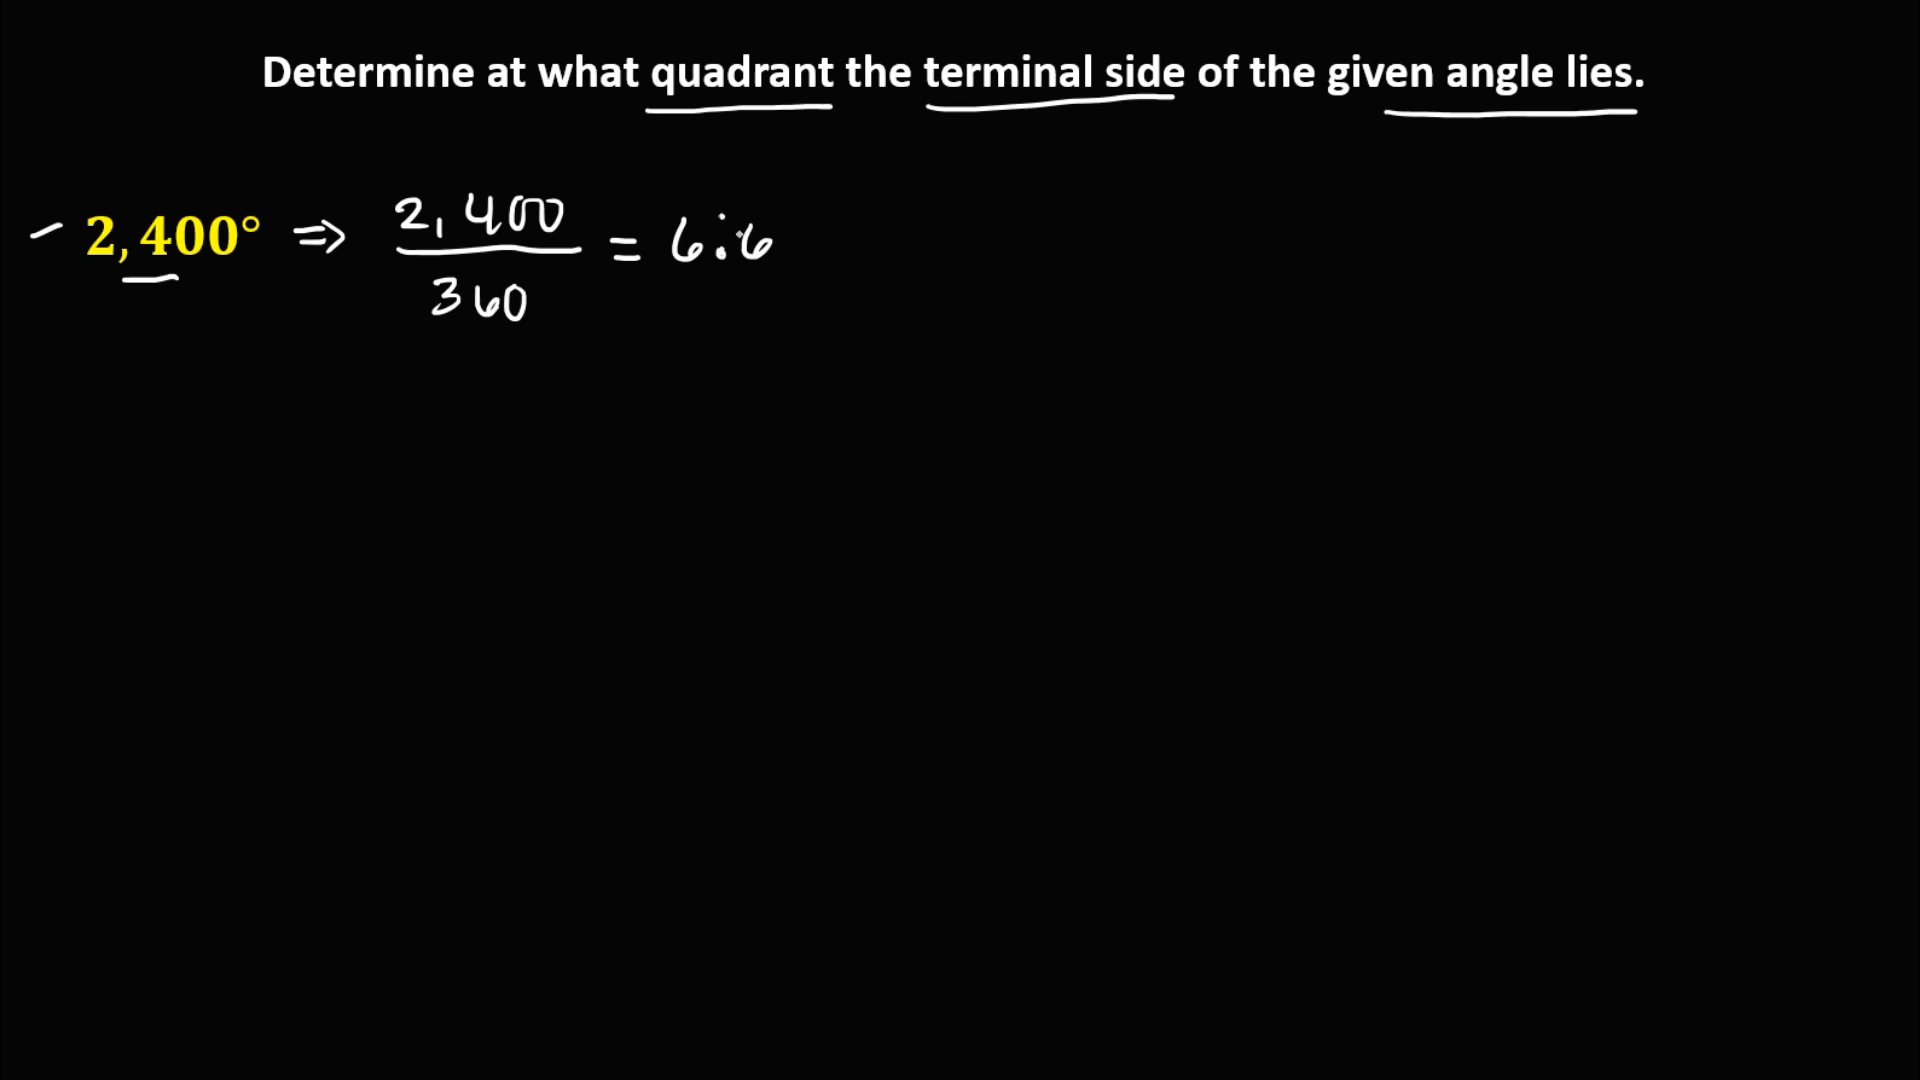 Determine at what quadrant the terminal side of the given angle lies.
- 2,400° ⇒ 2,400 / 360 = 6.6